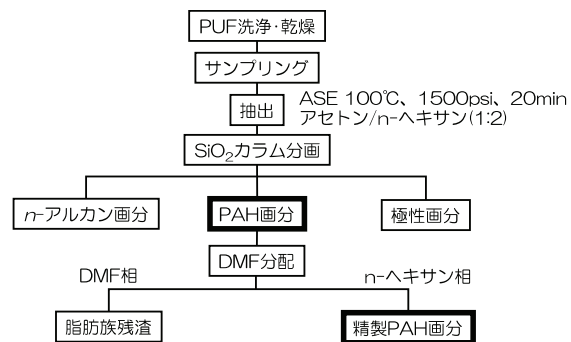 PUF洗浄・乾燥
サンプリング
抽出
ASE 100℃、1500psi、20min
アセトン/n-ヘキサン(1:2)
SiO2カラム分画
n-アルカン画分
PAH画分
極性画分
DMF分配
DMF相
n-ヘキサン相
脂肪族残渣
精製PAH画分